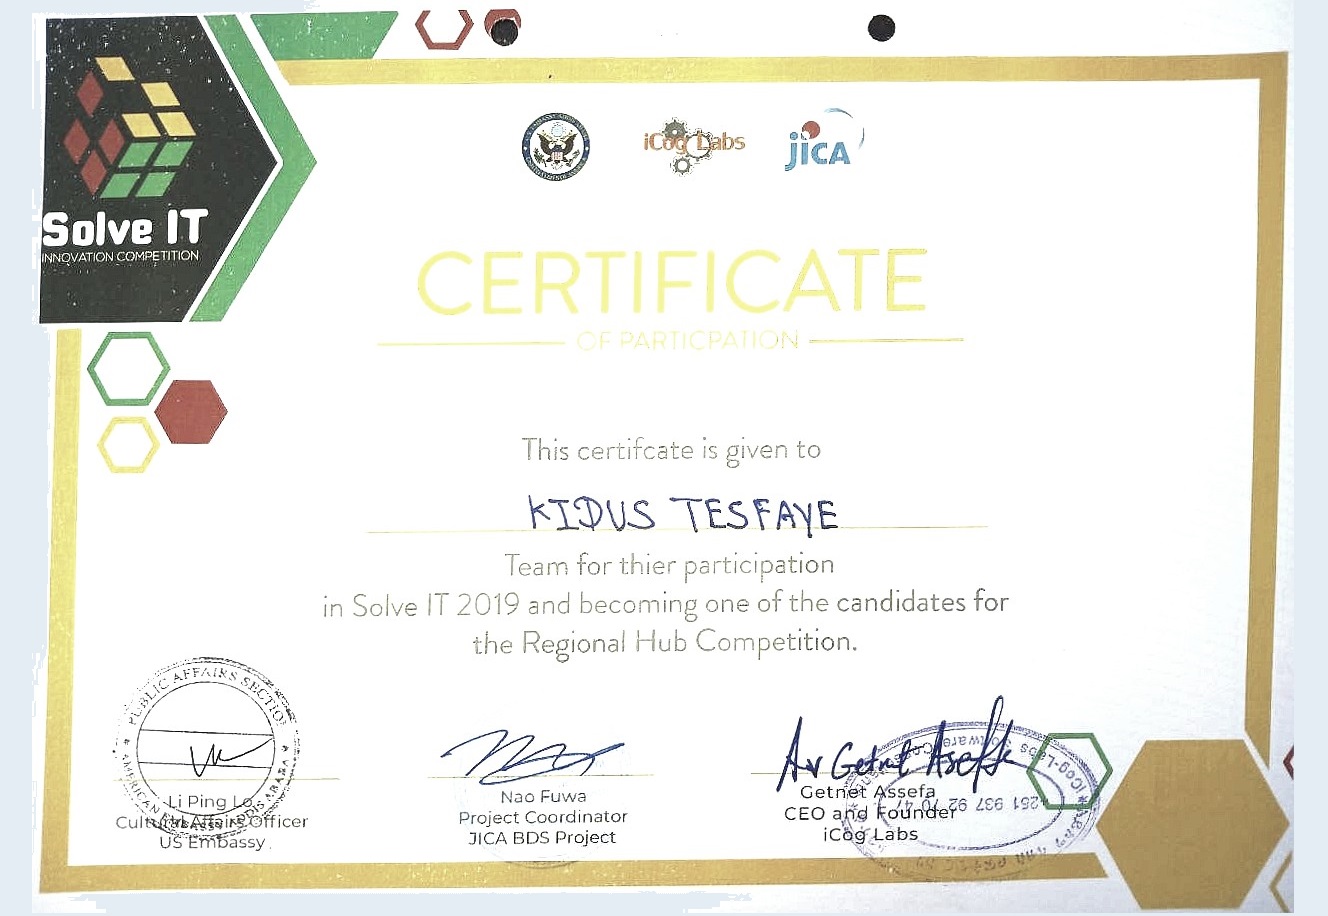 Solve IT
INNOVATION COMPETITION
iCog Labs
jICA
CERTIFICATE
OF PARTICPATION
This certifcate is given to
KIDUS TESFAYE
Team for thier participation
in Solve IT 2019 and becoming one of the candidates for
the Regional Hub Competition.
PUBLIC AFFAIRS SECTION
AMERICAN EMBASSY ADDIS ABABA
Li Ping Lo
Cultural Affairs Officer
US Embassy
Nao Fuwa
Project Coordinator
JICA BDS Project
Av Getnet Assefa
Getnet Assefa
CEO and Founder
iCog Labs
iCog-Labs Software
251 937 92 70 47